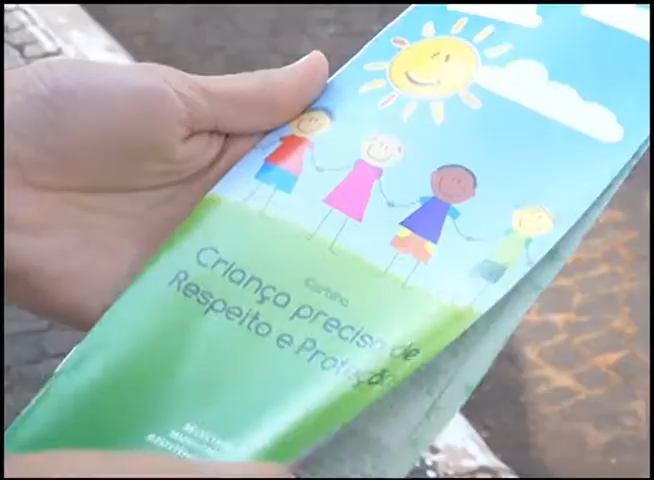 Cartilha
Criança precisa de
Respeito e Proteção